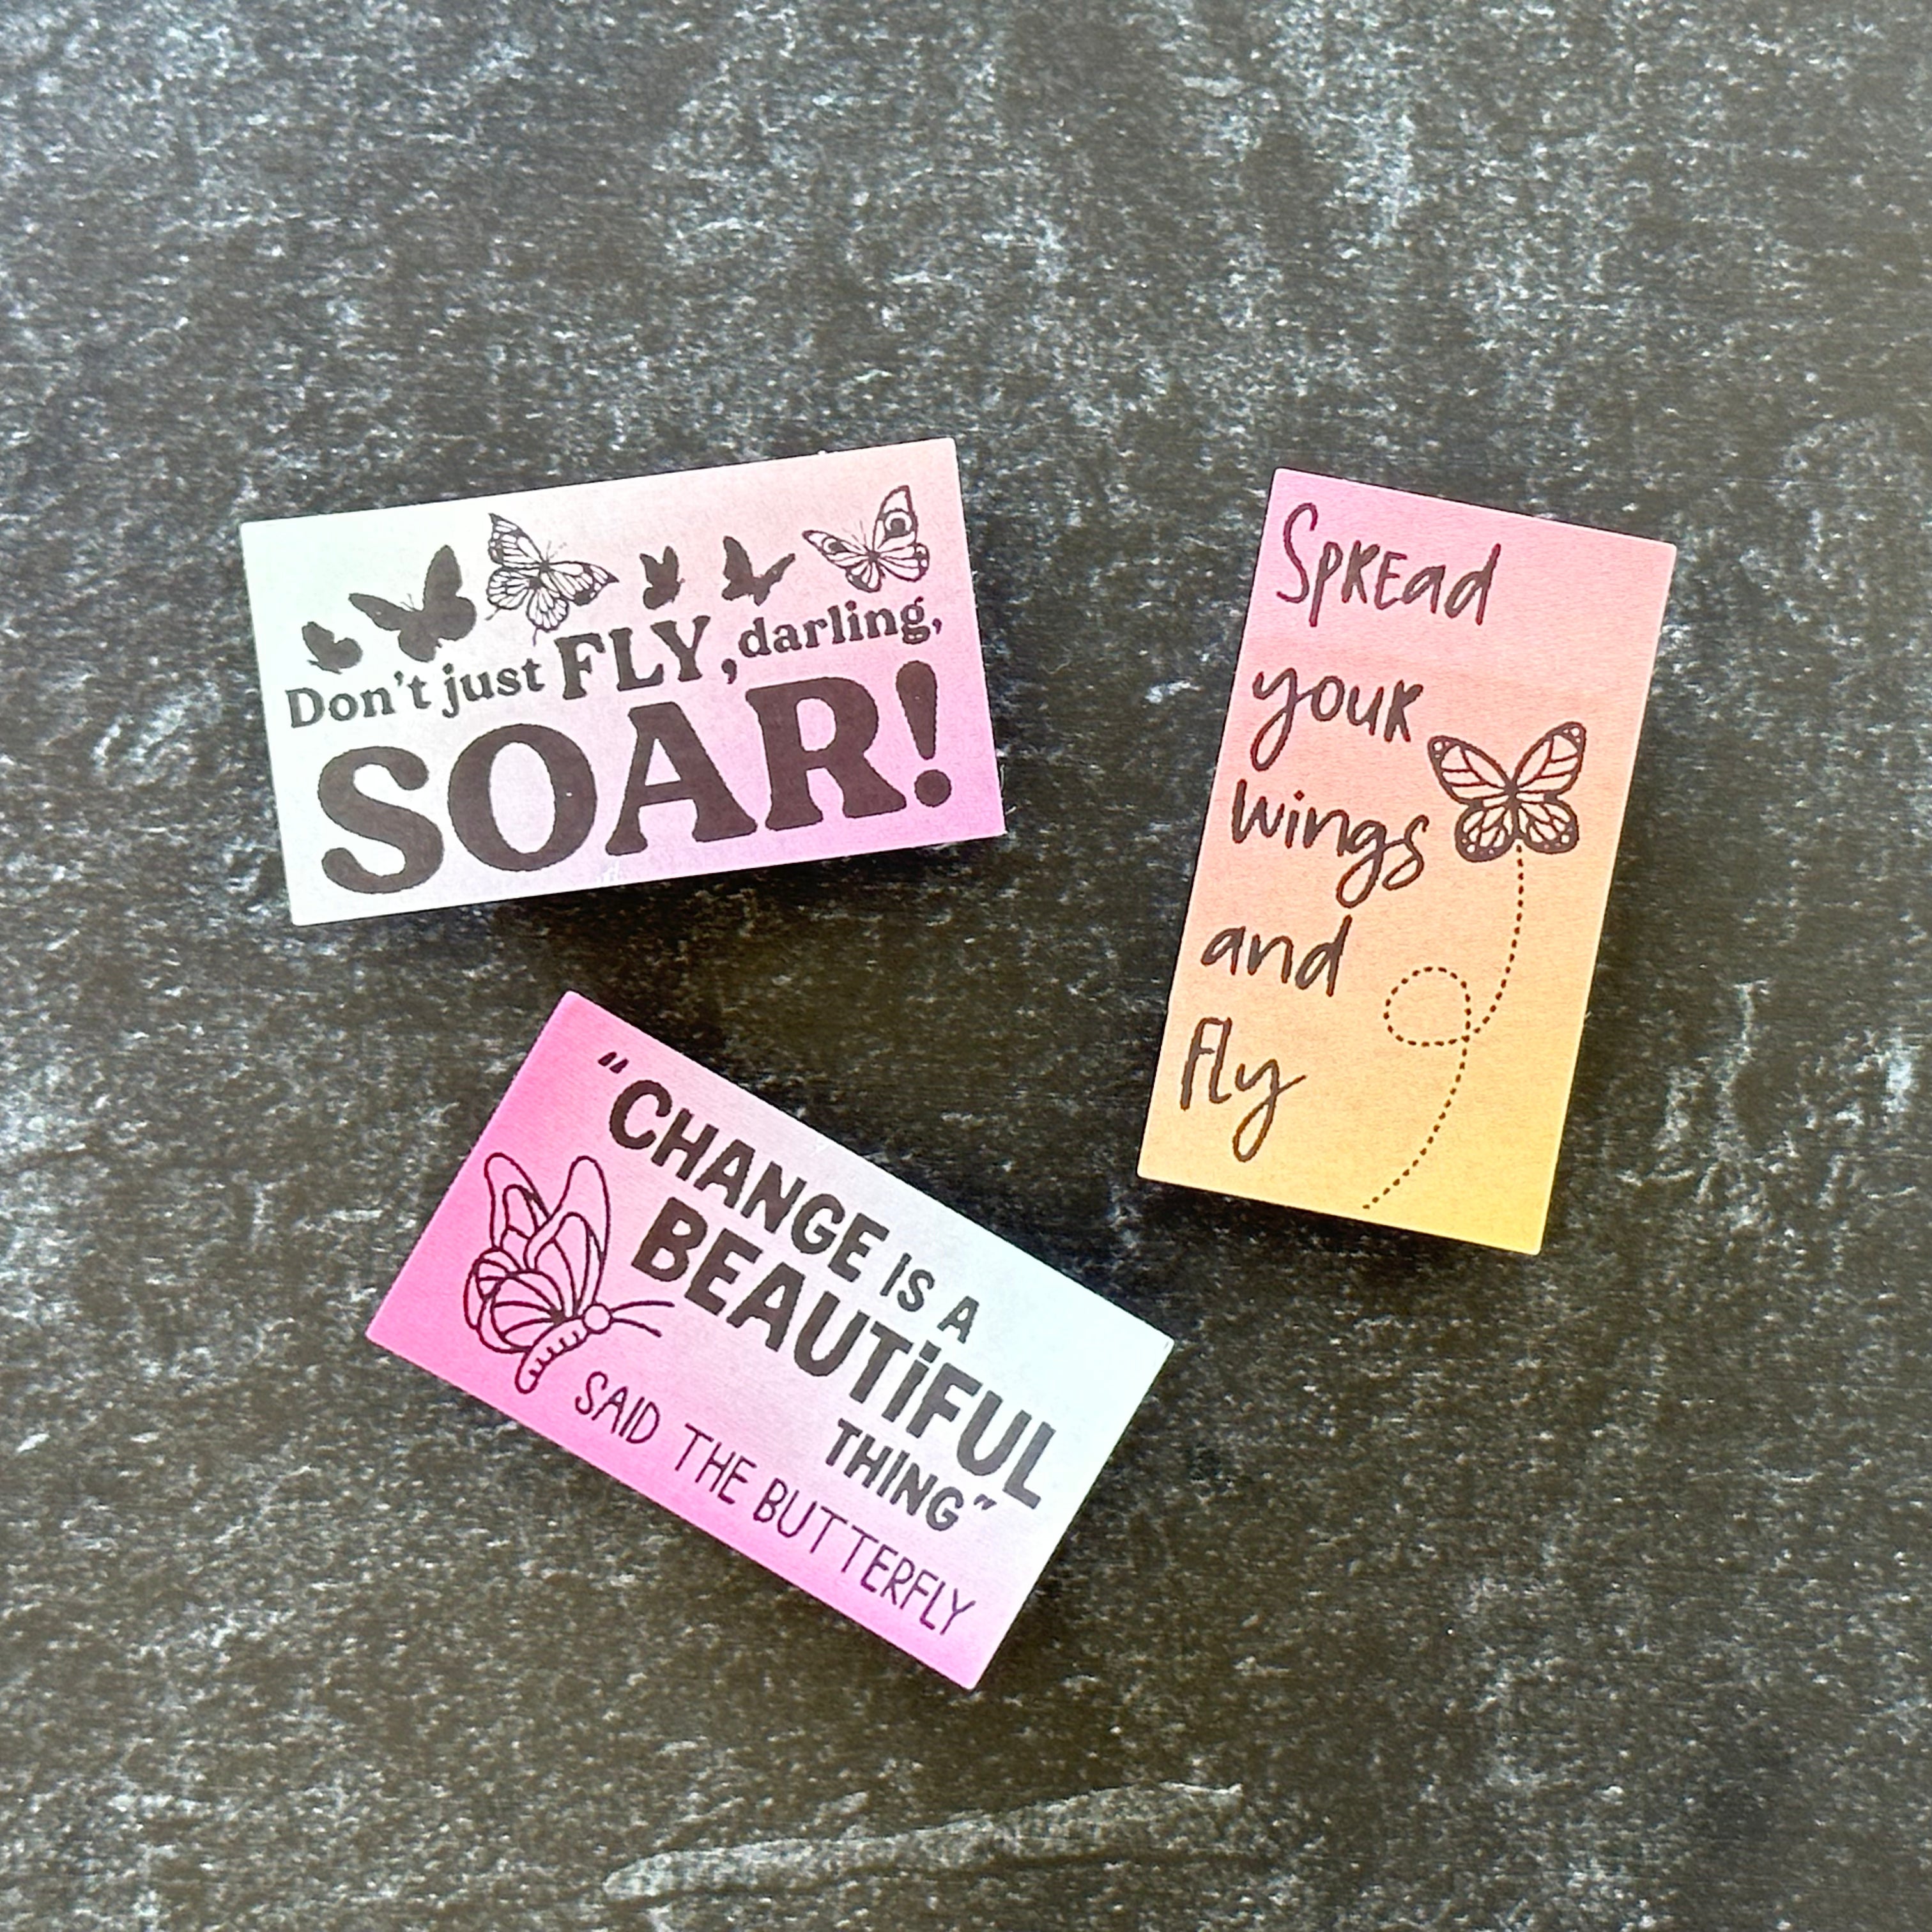 Don't just FLY, darling,
SOAR!
Spread
your
wings
and
fly
"CHANGE IS A
BEAUTIFUL
THING"
SAID THE BUTTERFLY